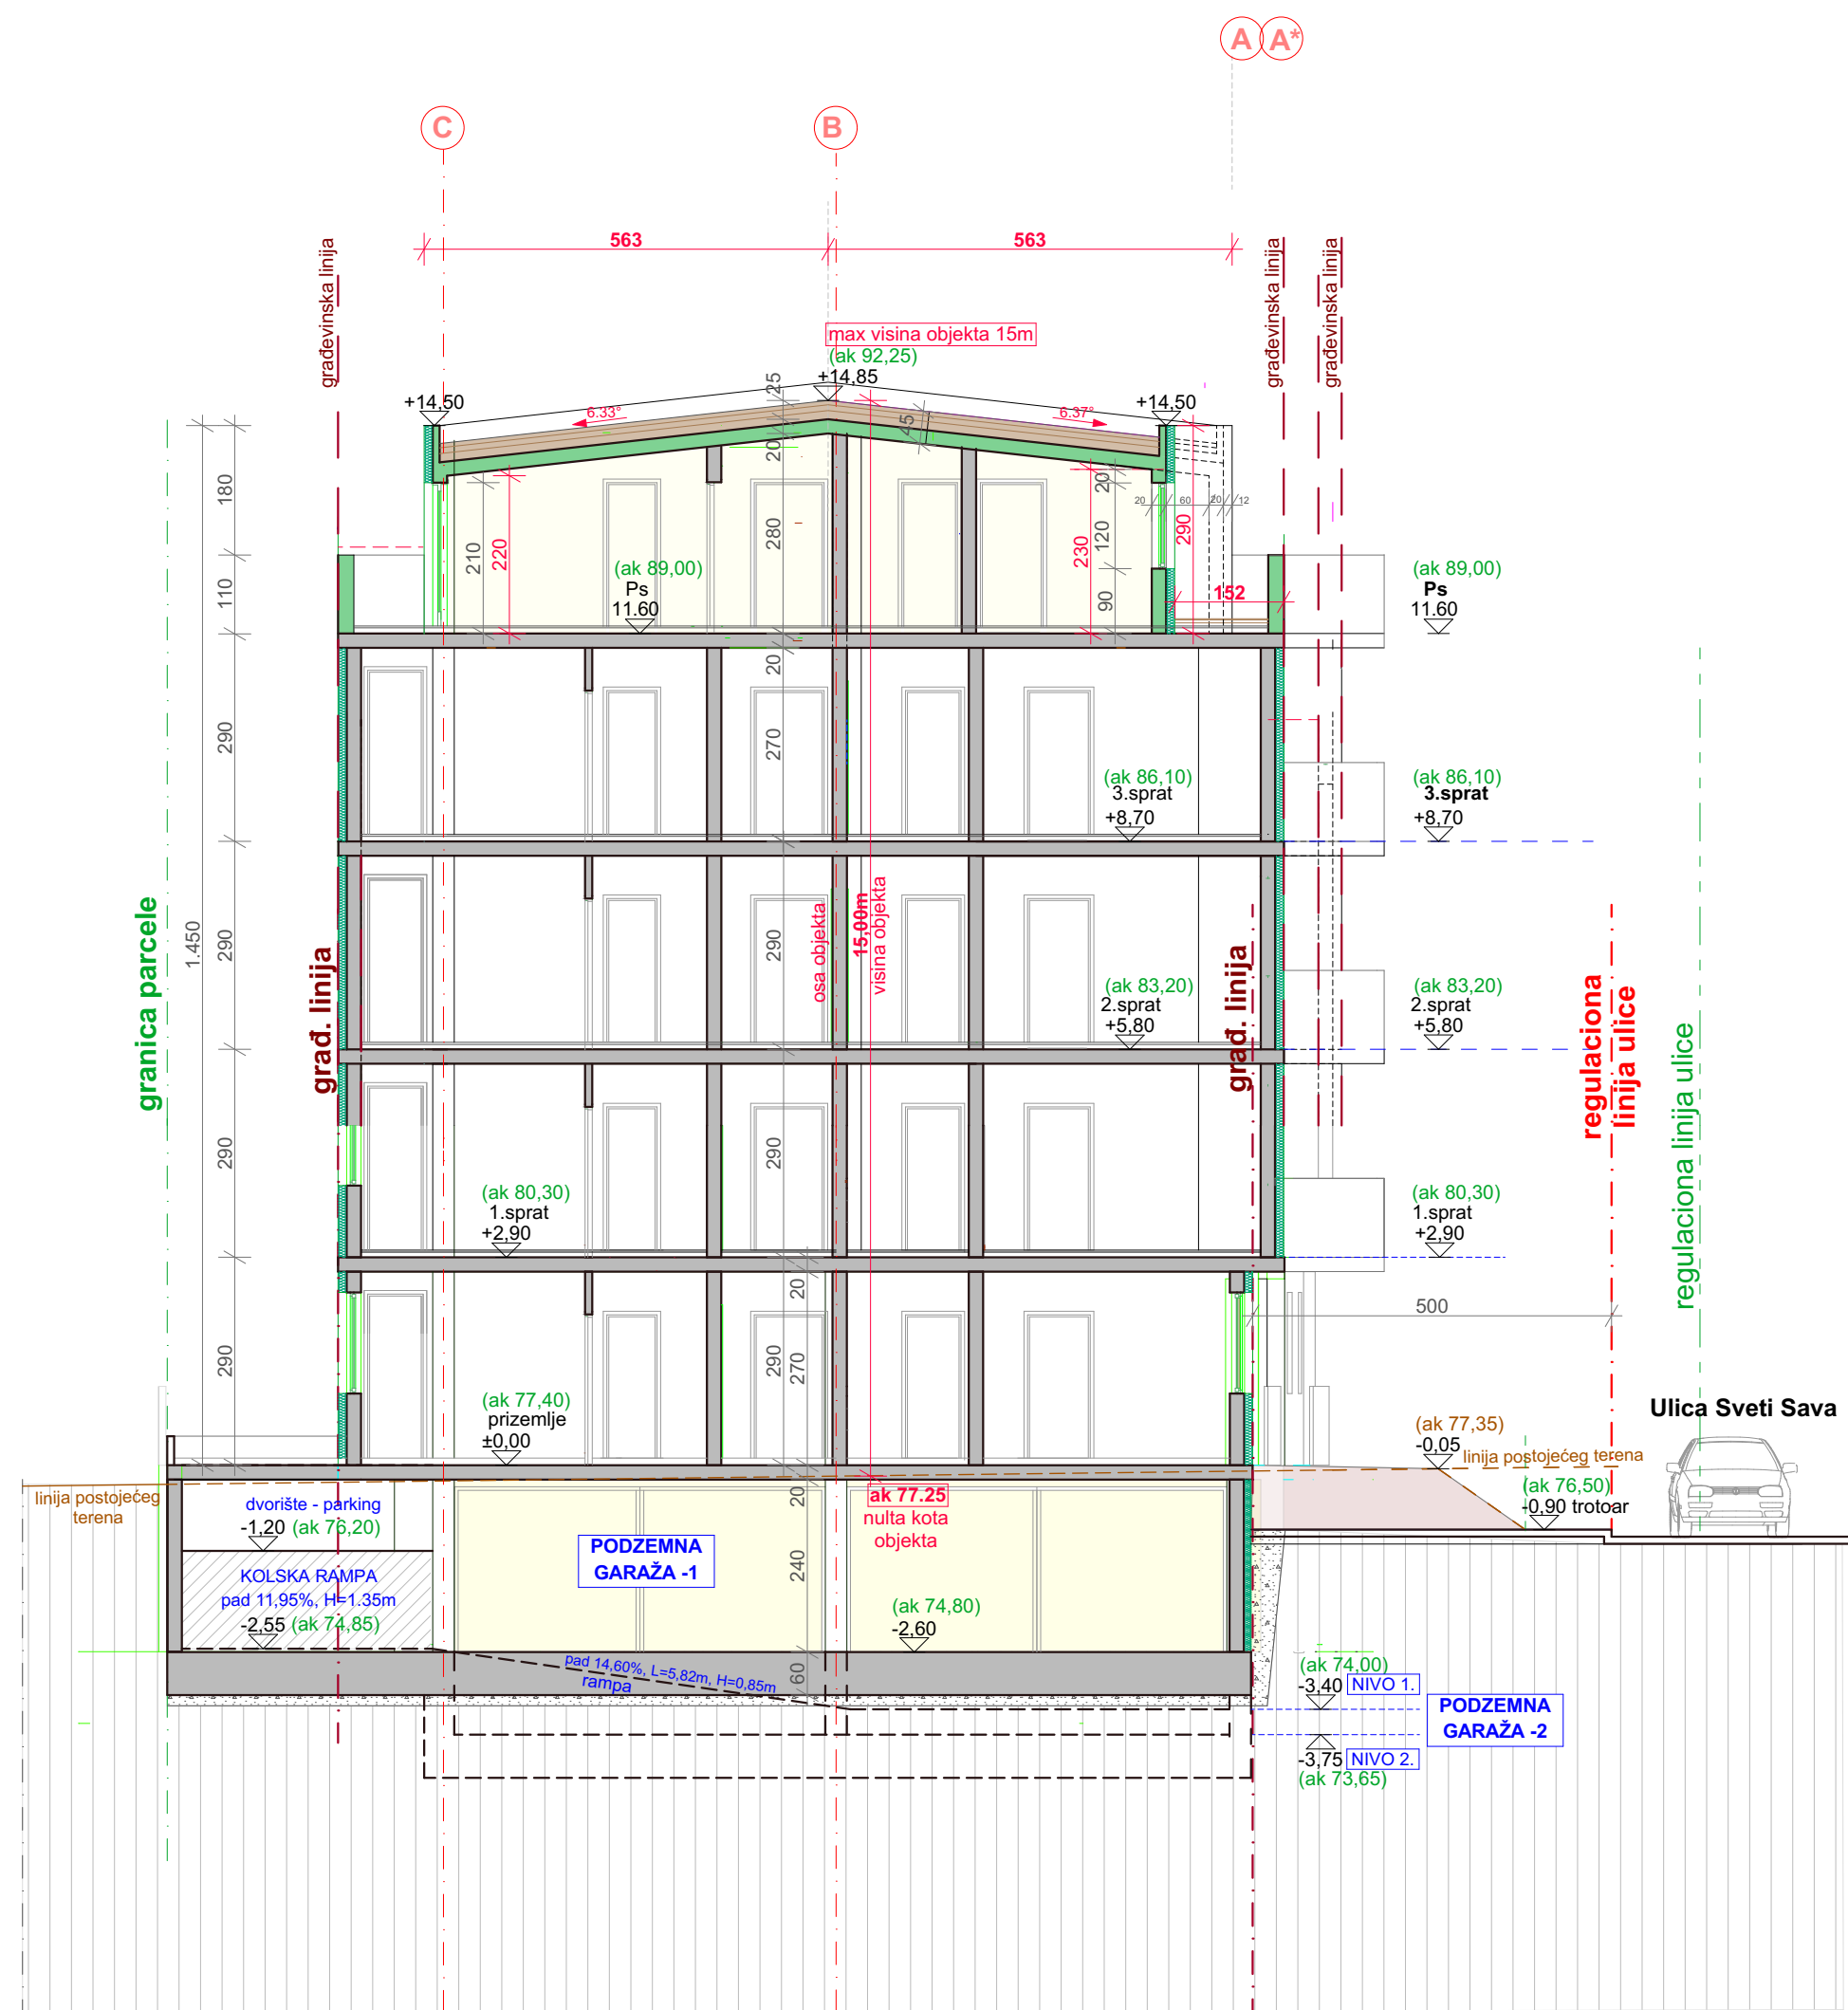 A
A*
C
B
građevinska linija
563
563
građevinska linija
građevinska linija
max visina objekta 15m
(ak 92,25)
+14,85
25
+14,50
+14,50
6.33°
6.37°
45
20
180
210
220
280
230
20
120
90
290
20
60
20
12
110
152
(ak 89,00)
Ps
11.60
(ak 89,00)
Ps
11.60
20
290
270
(ak 86,10)
3.sprat
+8,70
(ak 86,10)
3.sprat
+8,70
granica parcele
1.450
290
građ. linija
290
osa objekta
15,00m
visina objekta
(ak 83,20)
2.sprat
+5,80
građ. linija
(ak 83,20)
2.sprat
+5,80
regulaciona
linija ulice
regulaciona linija ulice
290
290
(ak 80,30)
1.sprat
+2,90
(ak 80,30)
1.sprat
+2,90
20
500
290
290
270
(ak 77,40)
prizemlje
±0,00
Ulica Sveti Sava
(ak 77,35)
-0,05
linija postojećeg terena
linija postojećeg
terena
dvorište - parking
-1,20 (ak 76,20)
20
ak 77.25
nulta kota
objekta
(ak 76,50)
-0,90 trotoar
PODZEMNA
GARAŽA -1
240
KOLSKA RAMPA
pad 11,95%, H=1.35m
-2,55 (ak 74,85)
(ak 74,80)
-2,60
pad 14,60%, L=5,82m, H=0,85m
rampa
60
(ak 74,00)
-3,40 NIVO 1.
PODZEMNA
GARAŽA -2
-3,75 NIVO 2.
(ak 73,65)